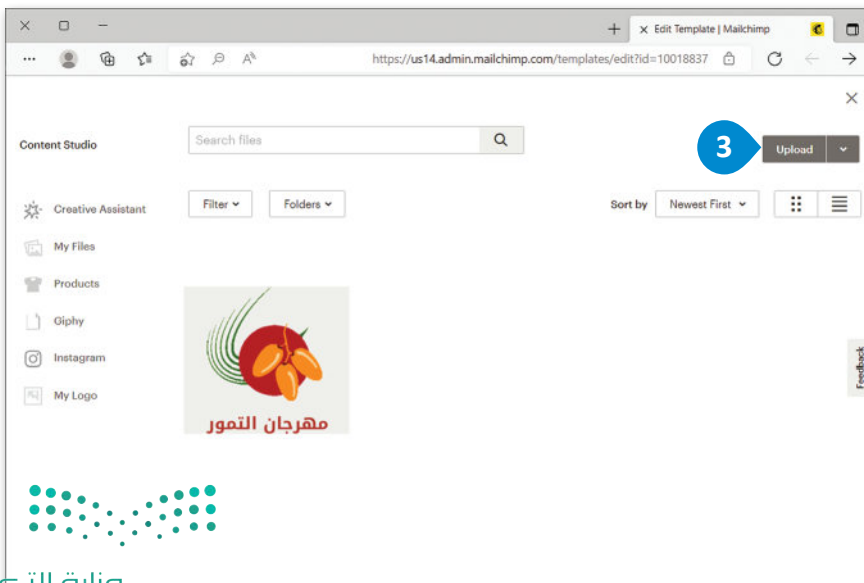 Edit Template | Mailchimp
https://us14.admin.mailchimp.com/templates/edit?id=10018837
Content Studio
Search files
3
Upload
Creative Assistant
Filter
Folders
Sort by
Newest First
My Files
Products
Giphy
Instagram
My Logo
Feedback
مهرجان التمور